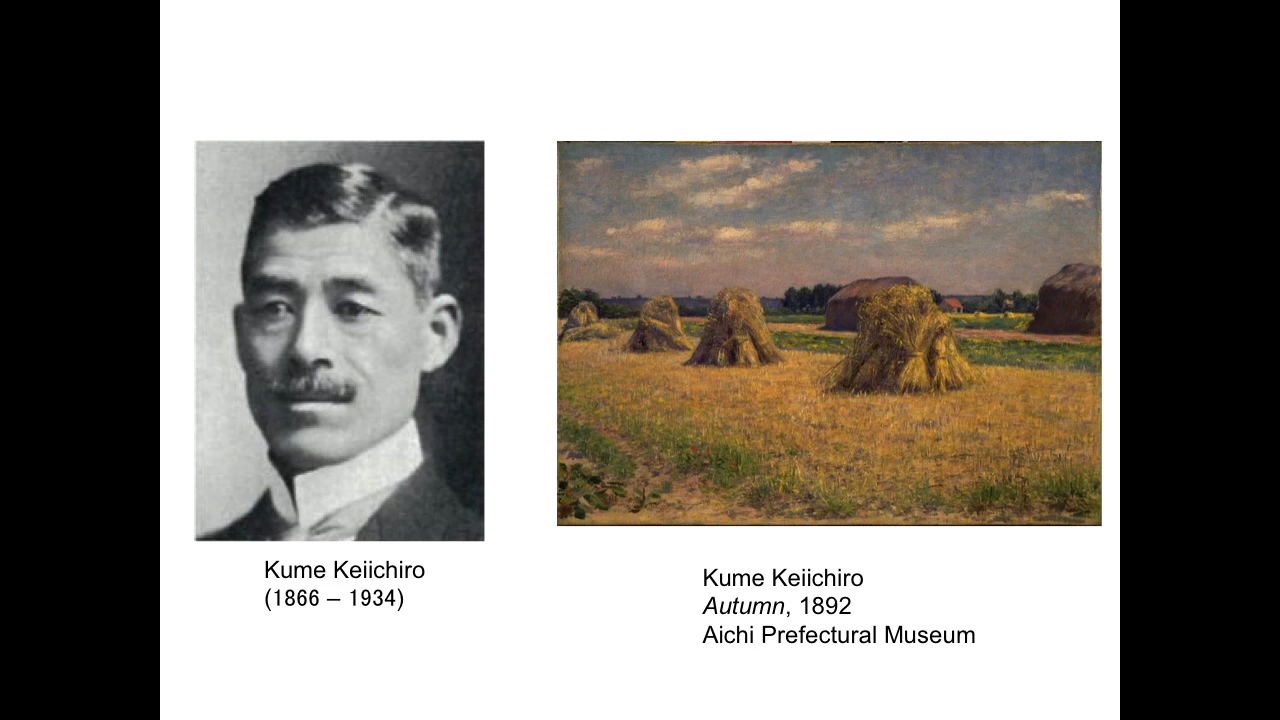 Kume Keiichiro
(1866 – 1934)
Kume Keiichiro
Autumn, 1892
Aichi Prefectural Museum